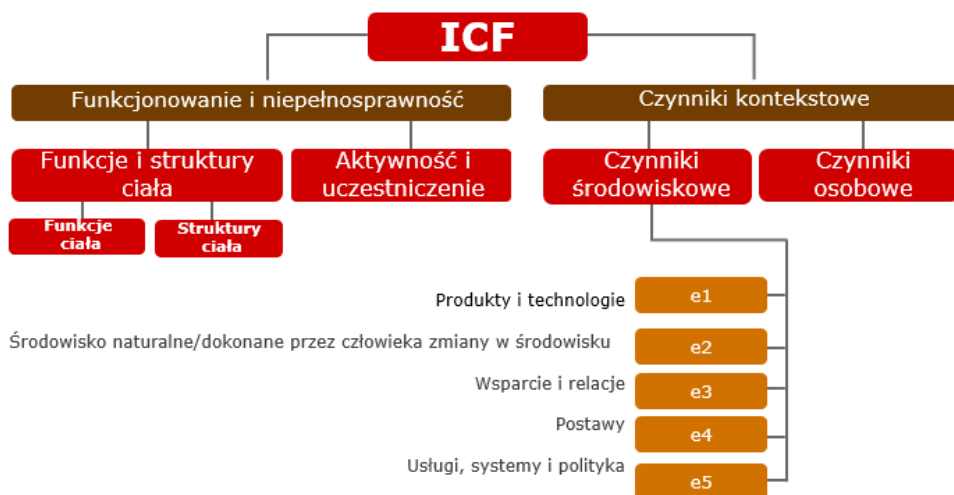 ICF
Funkcjonowanie i niepełnosprawność
Czynniki kontekstowe
Funkcje i struktury
ciała
Aktywność i
uczestniczenie
Czynniki
środowiskowe
Czynniki
osobowe
Funkcje
ciała
Struktury
ciała
Produkty i technologie
e1
Środowisko naturalne/dokonane przez człowieka zmiany w środowisku
e2
Wsparcie i relacje
e3
Postawy
e4
Usługi, systemy i polityka
e5